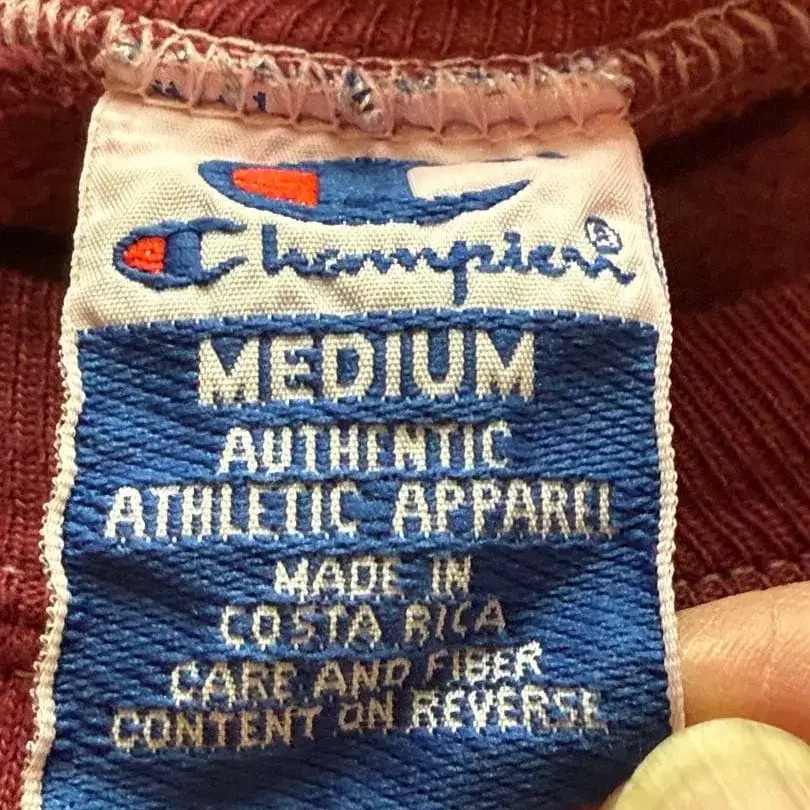 Champion®
MEDIUM
AUTHENTIC
ATHLETIC APPAREL
MADE IN
COSTA RICA
CARE AND FIBER
CONTENT ON REVERSE